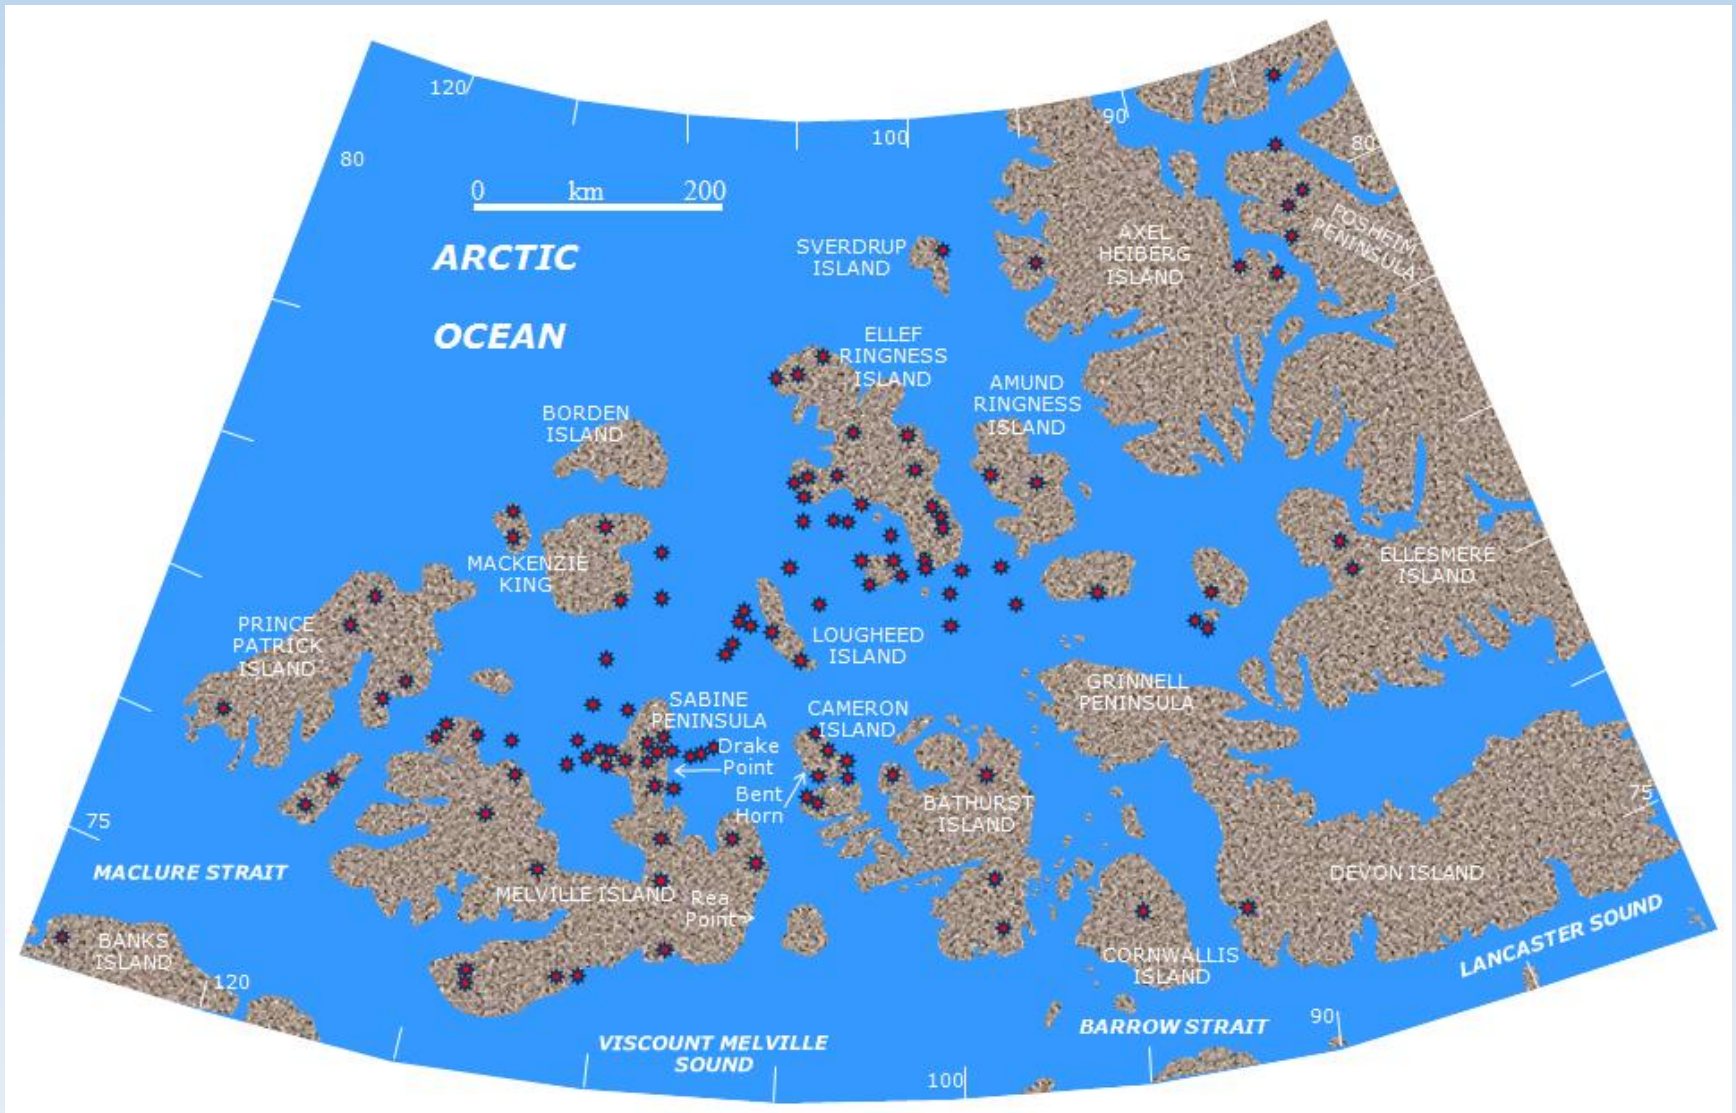 120
100
90
80
80
0 km 200
ARCTIC
OCEAN
SVERDRUP
ISLAND
AXEL
HEIBERG
ISLAND
FOSHEIM
PENINSULA
ELLEF
RINGNESS
ISLAND
AMUND
RINGNESS
ISLAND
BORDEN
ISLAND
MACKENZIE
KING
ELLESMERE
ISLAND
PRINCE
PATRICK
ISLAND
LOUGHEED
ISLAND
SABINE
PENINSULA
CAMERON
ISLAND
GRINNELL
PENINSULA
Drake
Point
Bent
Horn
BATHURST
ISLAND
75
75
MACLURE STRAIT
MELVILLE ISLAND
Rea
Point
DEVON ISLAND
BANKS
ISLAND
CORNWALLIS
ISLAND
LANCASTER SOUND
120
VISCOUNT MELVILLE
SOUND
BARROW STRAIT
90
100